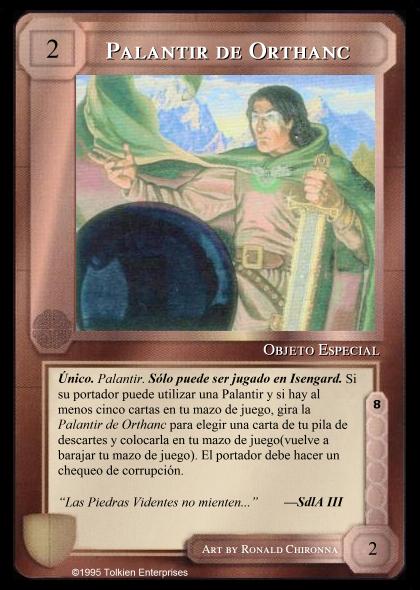 2
PALANTIR DE ORTHANC
OBJETO ESPECIAL
Único. Palantir. Sólo puede ser jugado en Isengard. Si
su portador puede utilizar una Palantir y si hay al
menos cinco cartas en tu mazo de juego, gira la
Palantir de Orthanc para elegir una carta de tu pila de
descartes y colocarla en tu mazo de juego(vuelve a
barajar tu mazo de juego). El portador debe hacer un
chequeo de corrupción.
8
“Las Piedras Videntes no mienten...” —SdlA III
ART BY RONALD CHIRONNA
2
©1995 Tolkien Enterprises